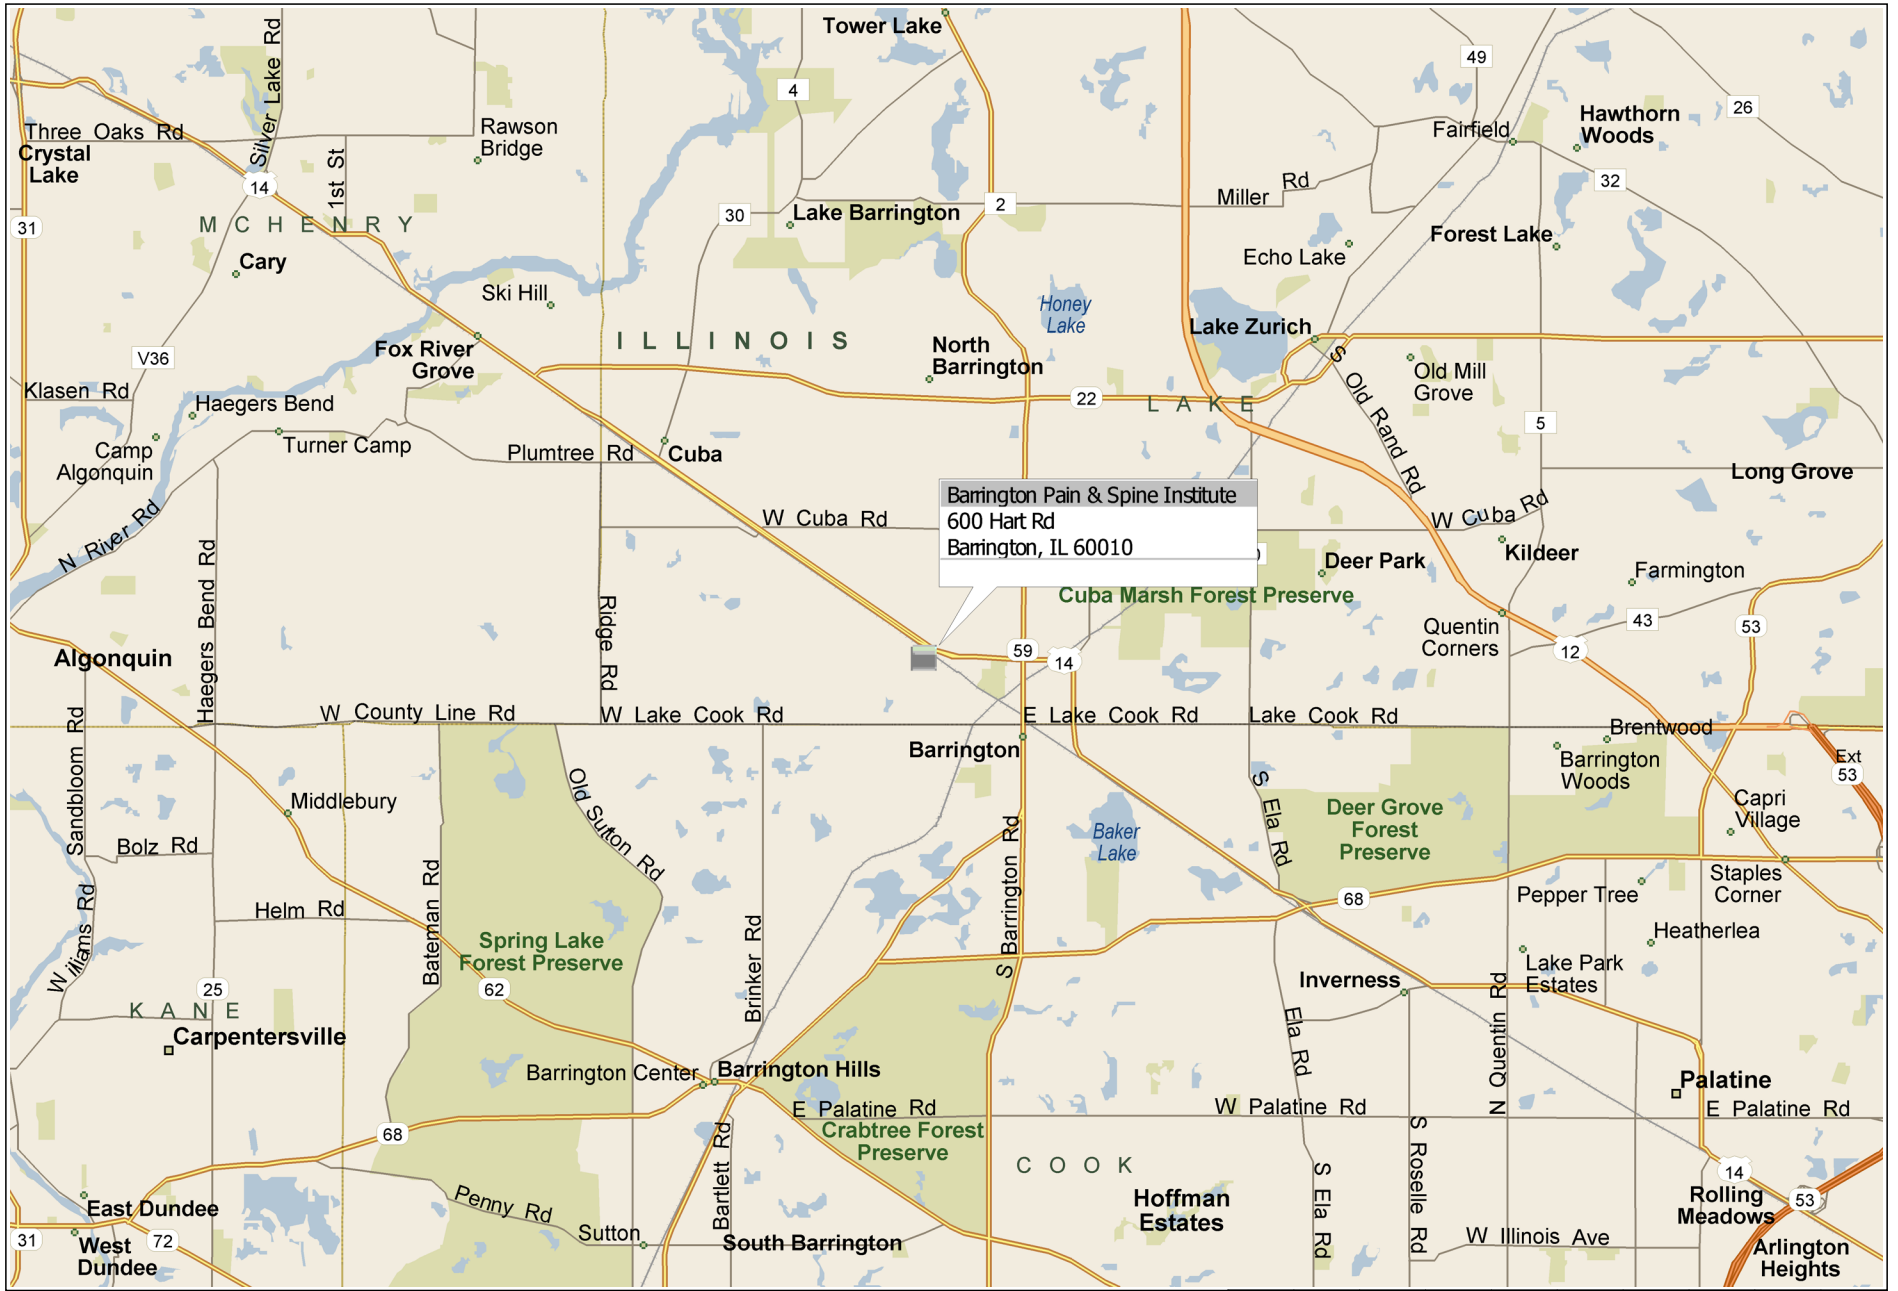 Tower Lake
49
4
26
Hawthorn
Woods
Silver Lake Rd
Rawson
Bridge
Fairfield
Three Oaks Rd
Crystal
Lake
1st St
14
Miller Rd
32
31
MCHENRY
30
Lake Barrington
2
Forest Lake
Echo Lake
Cary
Ski Hill
Honey
Lake
Lake Zurich
ILLINOIS
V36
Fox River
Grove
North
Barrington
S Old Rand Rd
Old Mill
Grove
Klasen Rd
Haegers Bend
22
LAKE
5
Camp
Algonquin
Turner Camp
Plumtree Rd
Cuba
Long Grove
Barrington Pain & Spine Institute
600 Hart Rd
Barrington, IL 60010
N River Rd
W Cuba Rd
W Cuba Rd
Deer Park
Kildeer
Haegers Bend Rd
Ridge Rd
Cuba Marsh Forest Preserve
Farmington
Quentin
Corners
43
53
Algonquin
59
14
12
Sandbloom Rd
W County Line Rd
W Lake Cook Rd
E Lake Cook Rd
Lake Cook Rd
Brentwood
Barrington
Barrington
Woods
Ext
53
Old Sutton Rd
S Ela Rd
Middlebury
Deer Grove
Forest
Preserve
Capri
Village
Baker
Lake
Bolz Rd
S Barrington Rd
Williams Rd
Bateman Rd
Helm Rd
Brinker Rd
68
Pepper Tree
Staples
Corner
Heatherlea
Spring Lake
Forest Preserve
Inverness
Lake Park
Estates
25
62
KANE
Ela Rd
N Quentin Rd
Carpentersville
Barrington Center
Barrington Hills
Palatine
E Palatine Rd
W Palatine Rd
E Palatine Rd
68
Crabtree Forest
Preserve
Bartlett Rd
COOK
S Ela Rd
S Roselle Rd
14
53
East Dundee
Penny Rd
Hoffman
Estates
Rolling
Meadows
31
West
Dundee
72
Sutton
South Barrington
W Illinois Ave
Arlington
Heights